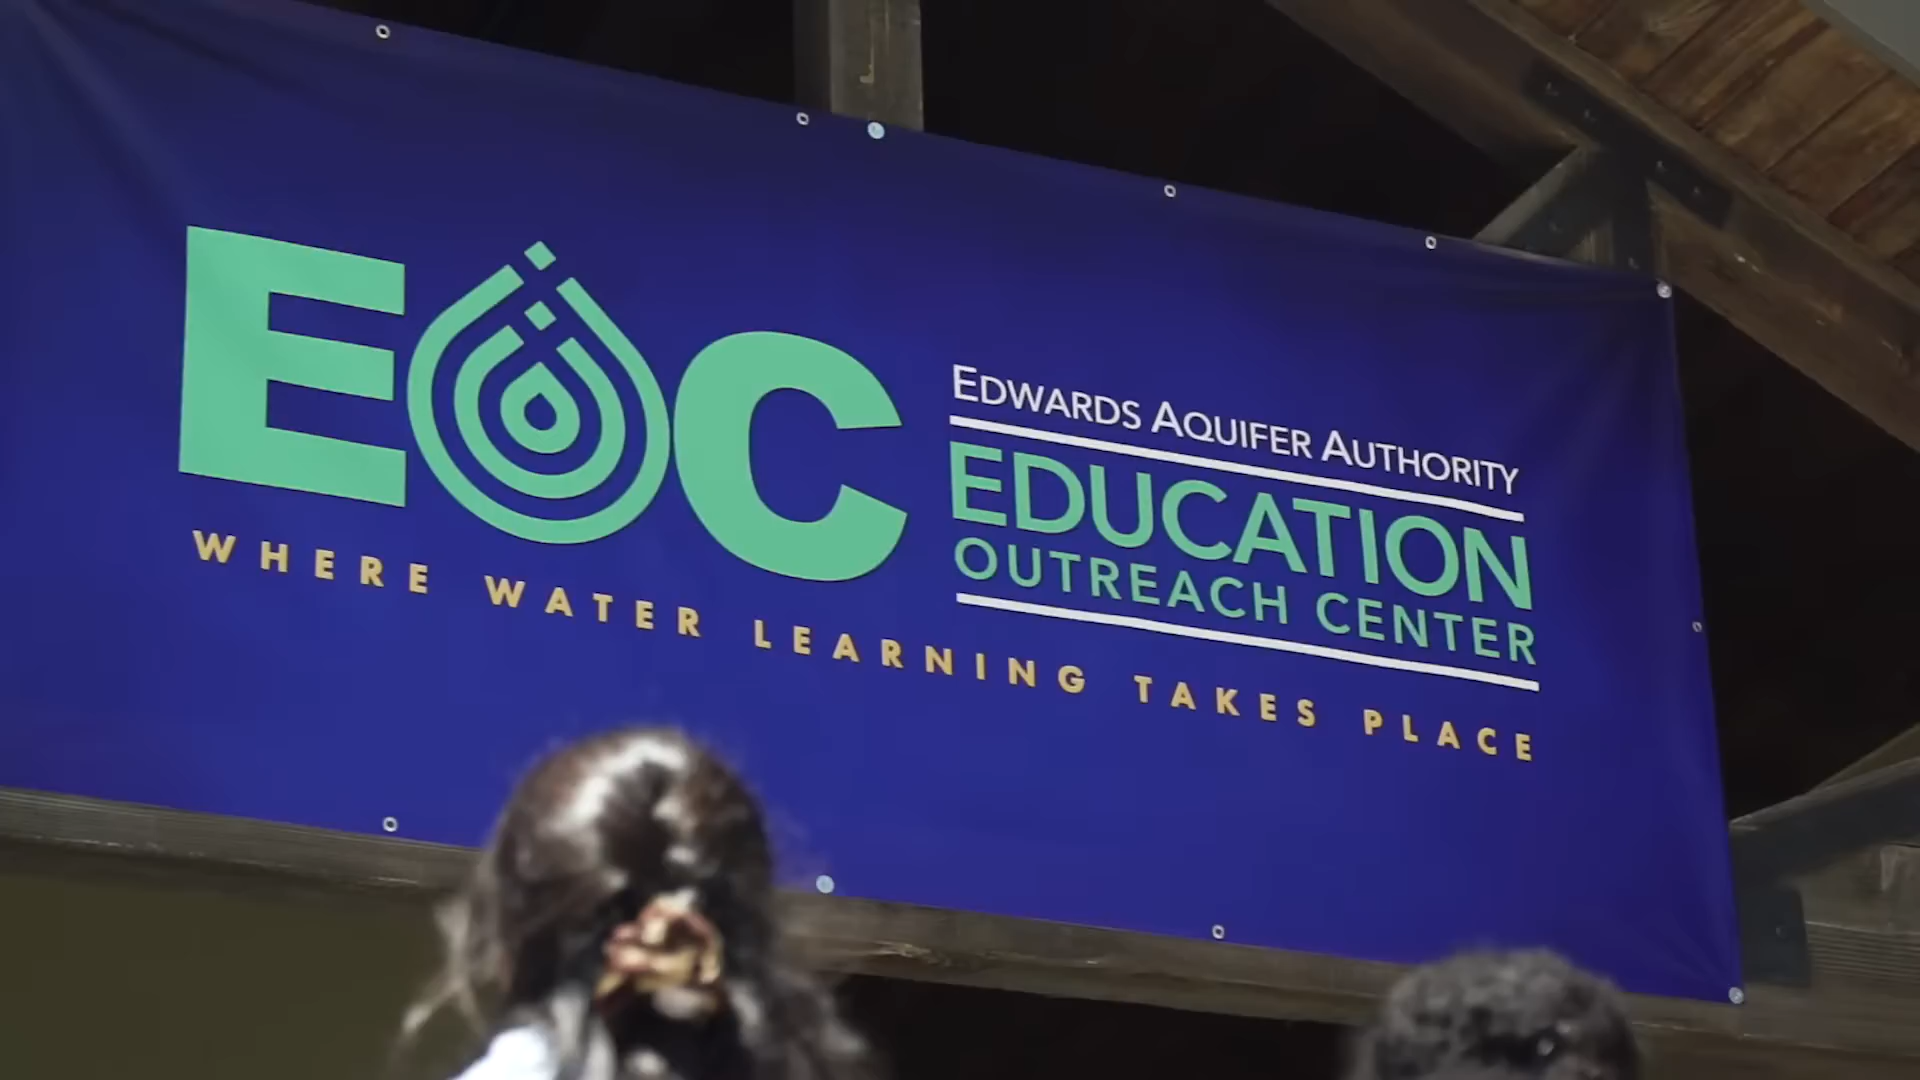 EOC
EDWARDS AQUIFER AUTHORITY
EDUCATION
OUTREACH CENTER
WHERE WATER LEARNING TAKES PLACE